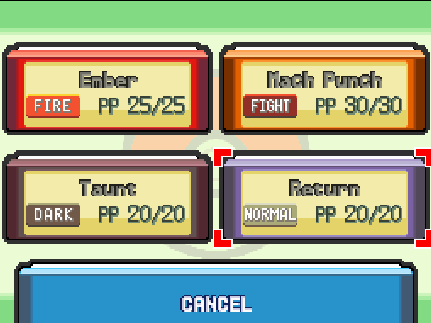 Ember
FIRE PP 25/25
Mach Punch
FIGHT PP 30/30
Taunt
DARK PP 20/20
Return
NORMAL PP 20/20
CANCEL